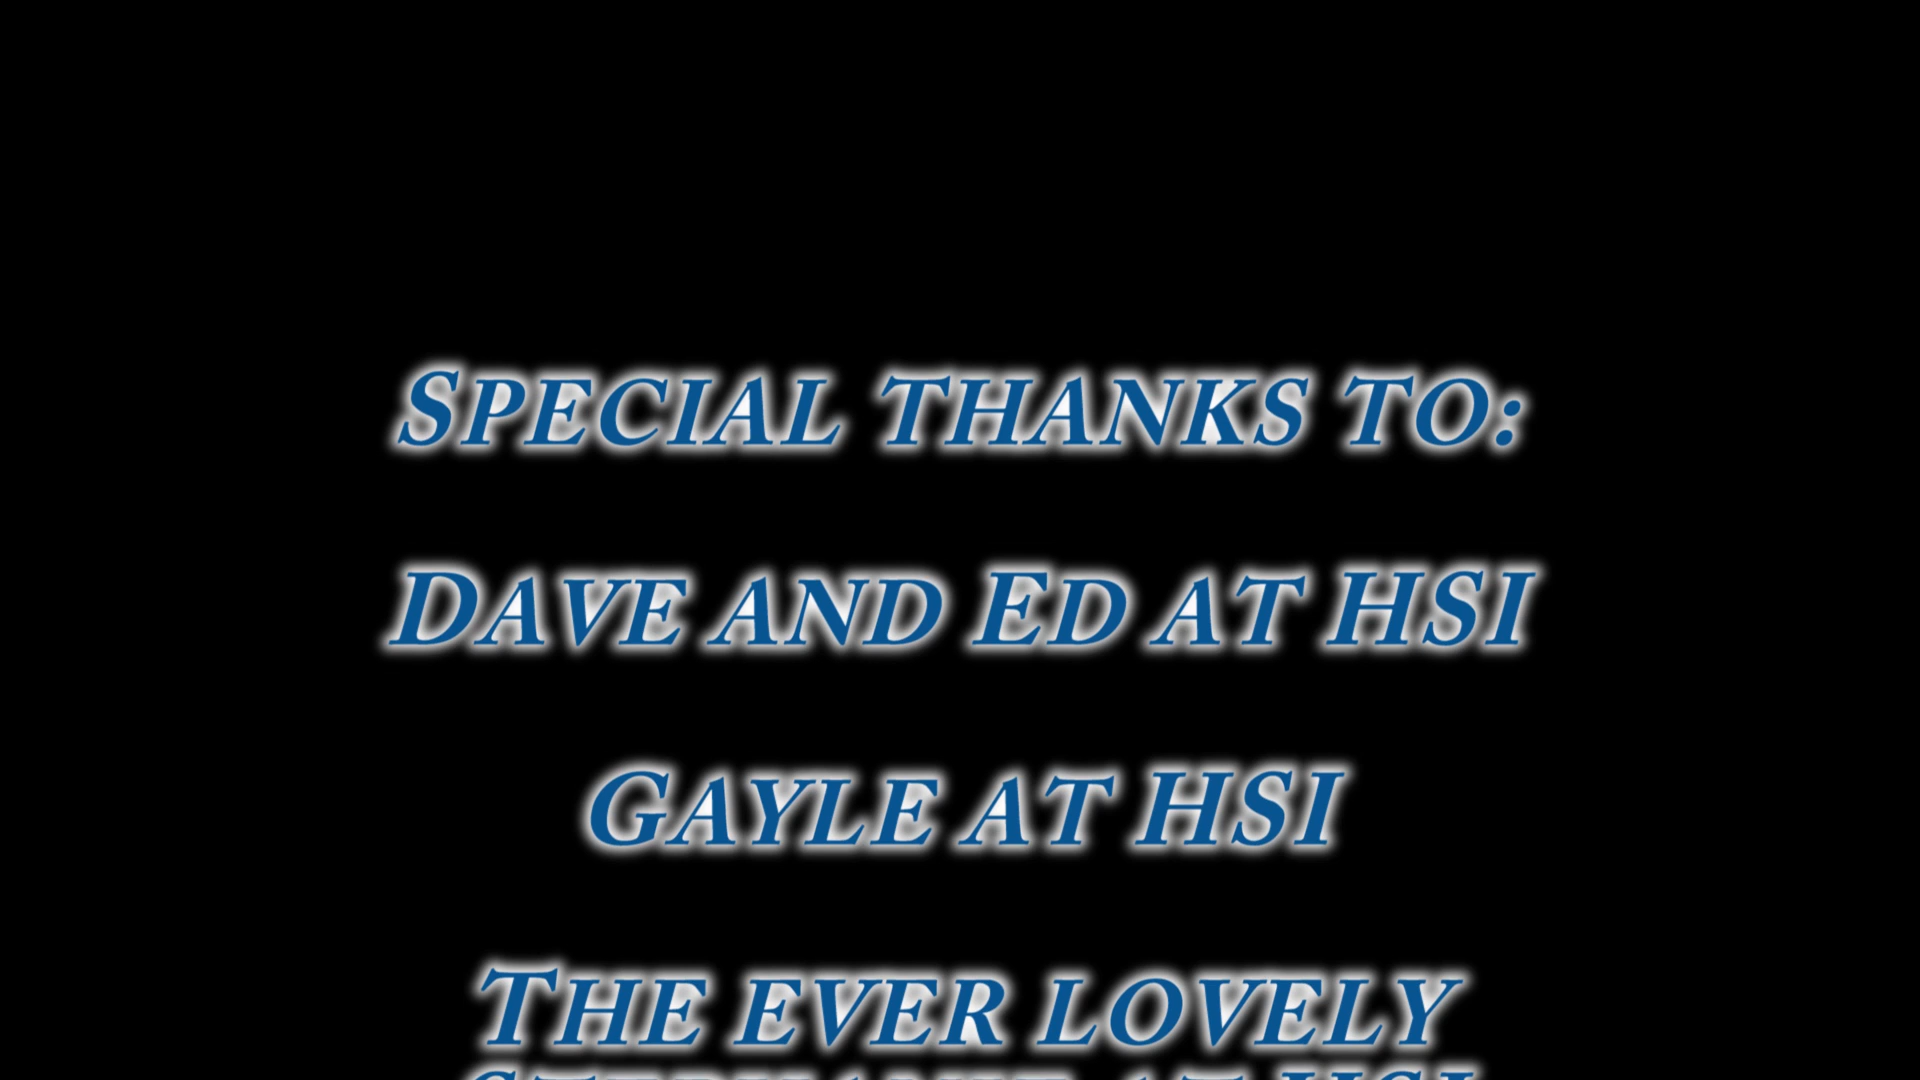 Special thanks to:
Dave and Ed at HSI
Gayle at HSI
The ever lovely